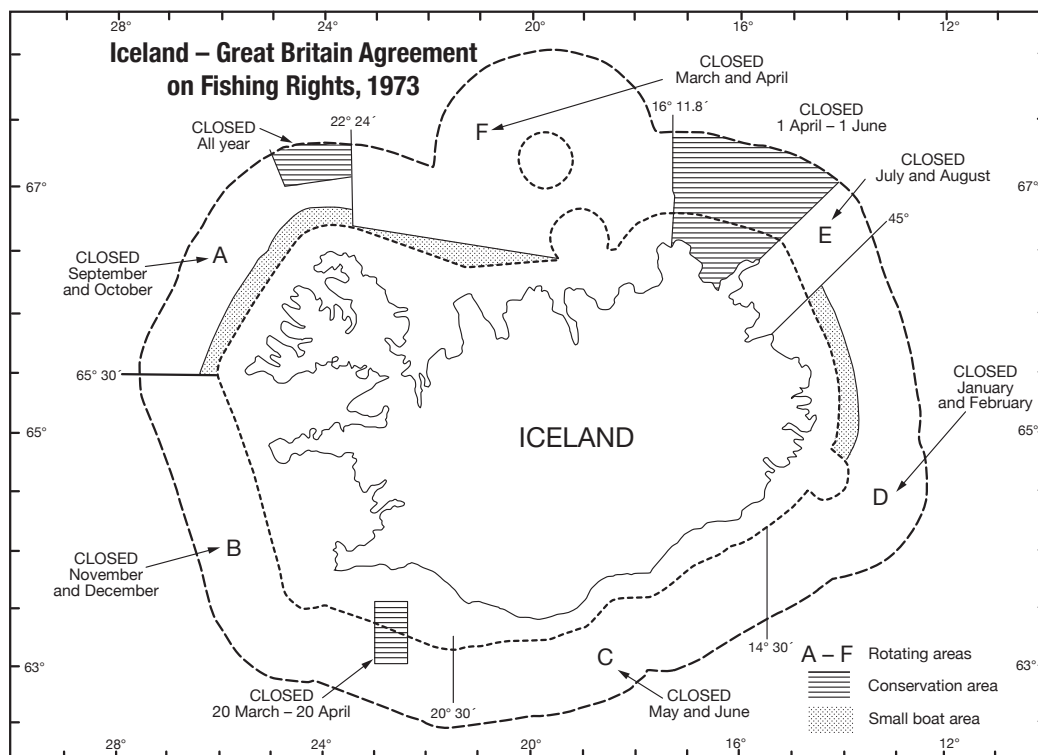 28°
24°
20°
16°
12°
Iceland – Great Britain Agreement
on Fishing Rights, 1973
CLOSED
March and April
22° 24´
16° 11.8´
CLOSED
All year
F
CLOSED
1 April – 1 June
CLOSED
July and August
67°
67°
45°
E
A
CLOSED
September
and October
65° 30´
CLOSED
January
and February
65°
ICELAND
65°
D
B
CLOSED
November
and December
C
14° 30´
A – F Rotating areas
63°
63°
Conservation area
CLOSED
20 March – 20 April
20° 30´
CLOSED
May and June
Small boat area
28°
24°
20°
16°
12°